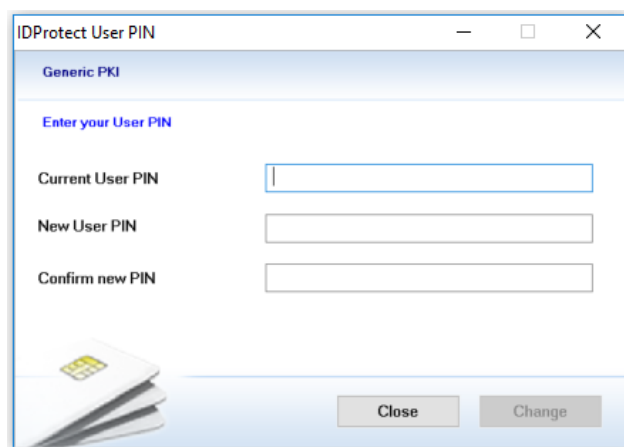 IDProtect User PIN
Generic PKI
Enter your User PIN
Current User PIN
New User PIN
Confirm new PIN
Close Change